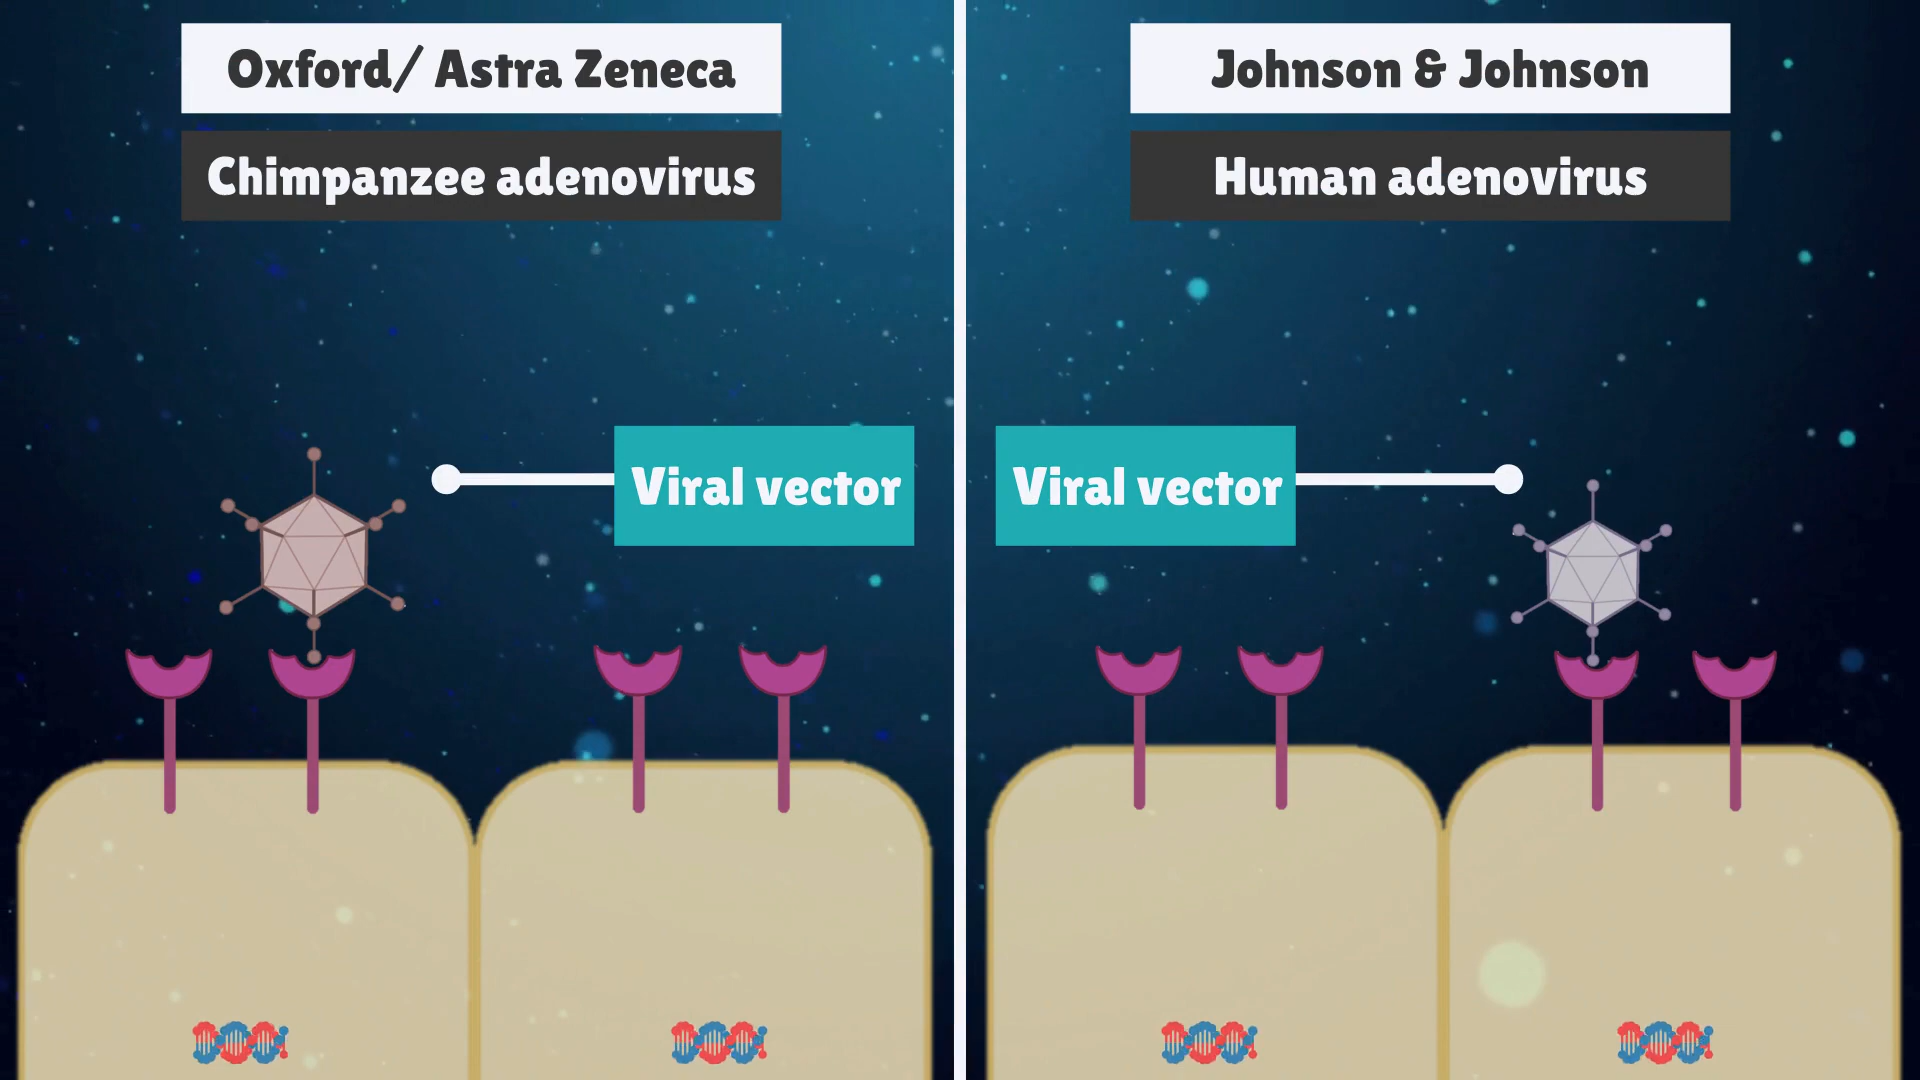 Oxford/ Astra Zeneca
Chimpanzee adenovirus
Viral vector
Johnson & Johnson
Human adenovirus
Viral vector